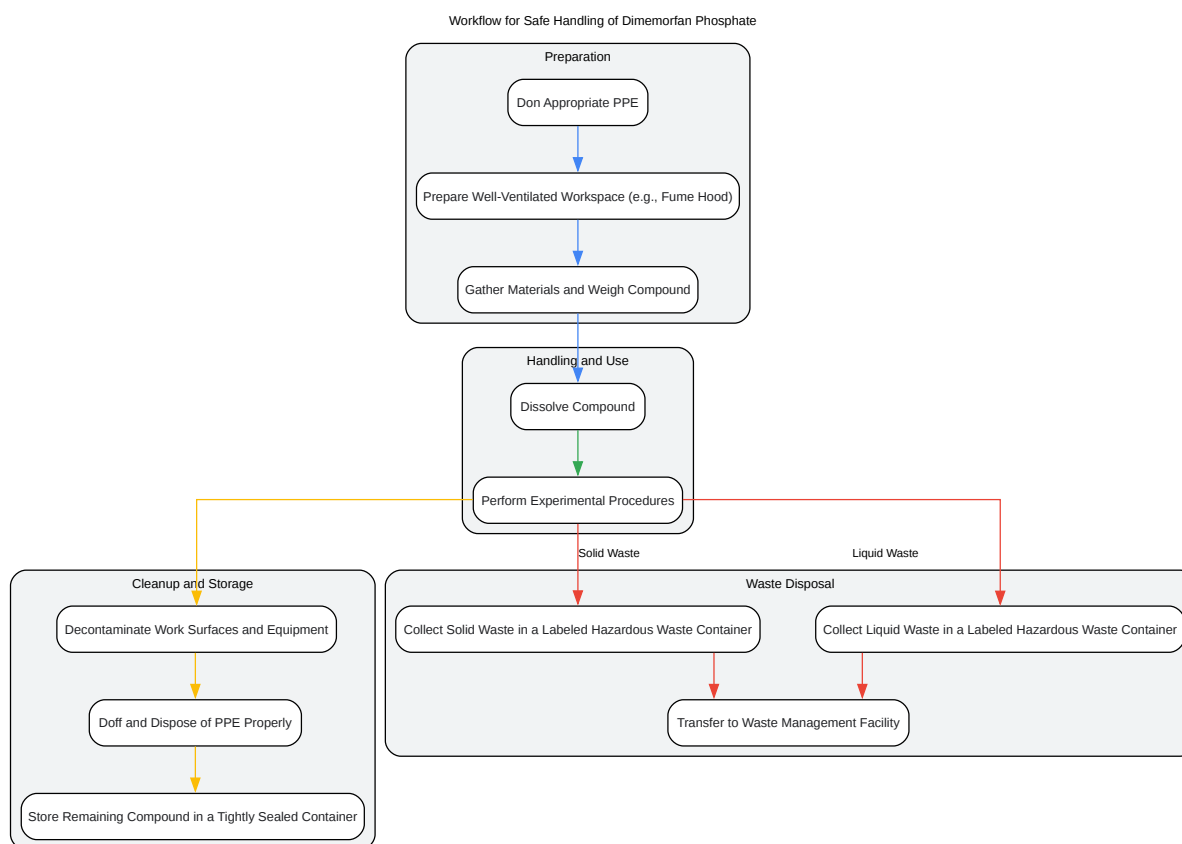 Workflow for Safe Handling of Dimemorfan Phosphate
Preparation
Don Appropriate PPE
Prepare Well-Ventilated Workspace (e.g., Fume Hood)
Gather Materials and Weigh Compound
Handling and Use
Dissolve Compound
Perform Experimental Procedures
Solid Waste
Liquid Waste
Cleanup and Storage
Waste Disposal
Decontaminate Work Surfaces and Equipment
Collect Solid Waste in a Labeled Hazardous Waste Container
Collect Liquid Waste in a Labeled Hazardous Waste Container
Doff and Dispose of PPE Properly
Transfer to Waste Management Facility
Store Remaining Compound in a Tightly Sealed Container